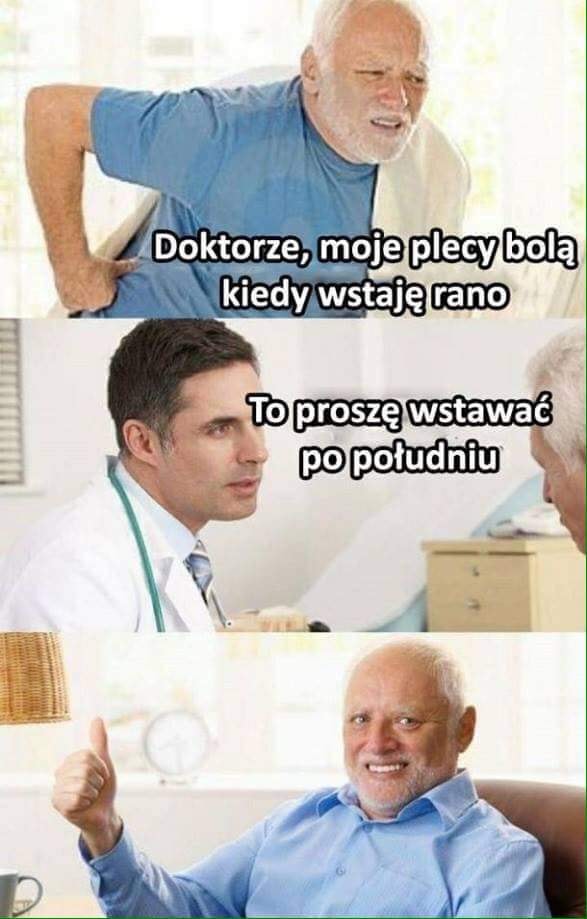 Doktorze, moje plecy bolą
kiedy wstaję rano
To proszę wstawać
po południu